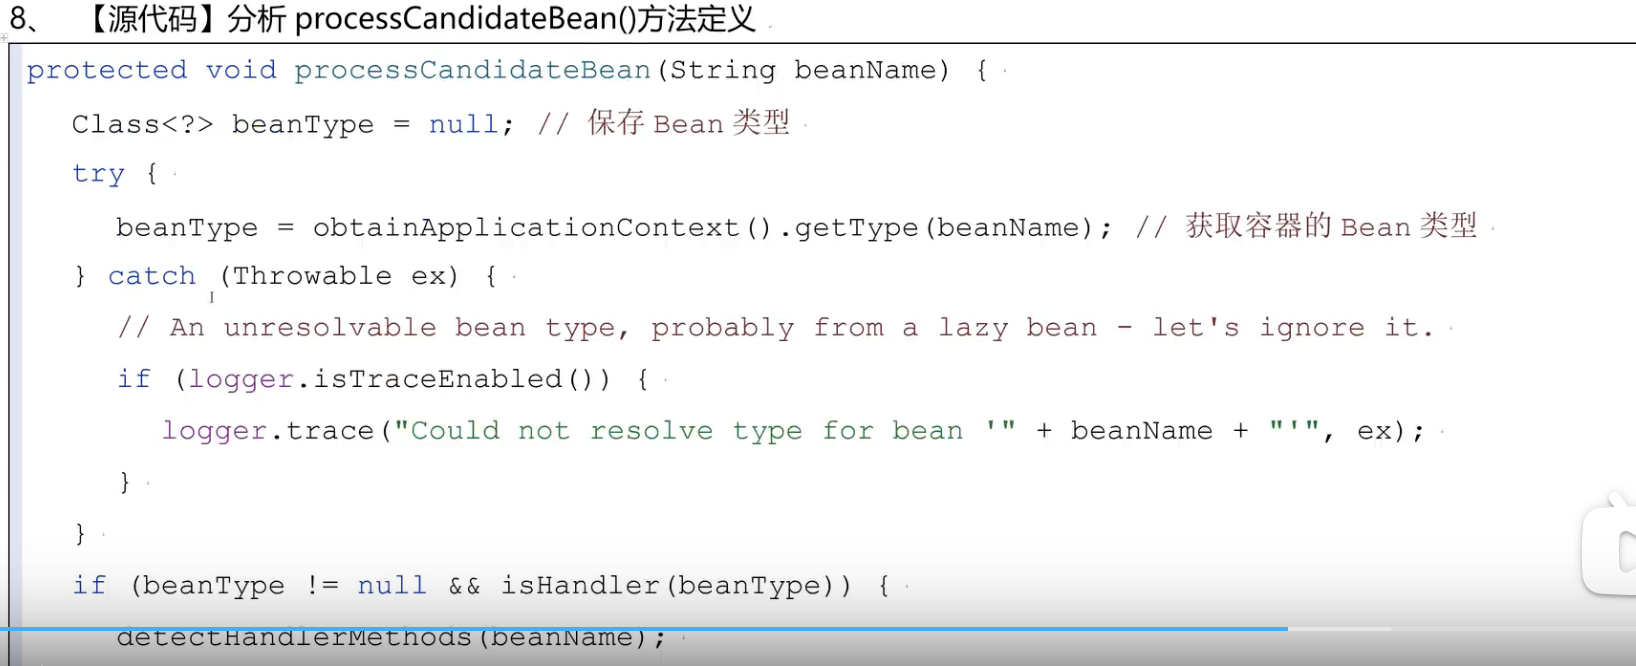 8、 【源代码】分析 processCandidateBean()方法定义
protected void processCandidateBean(String beanName) {
Class<?> beanType = null; // 保存 Bean 类型
try {
beanType = obtainApplicationContext().getType(beanName); // 获取容器的 Bean 类型
} catch (Throwable ex) {
// An unresolvable bean type, probably from a lazy bean - let's ignore it.
if (logger.isTraceEnabled()) {
logger.trace("Could not resolve type for bean '" + beanName + "'", ex);
}
}
if (beanType != null && isHandler(beanType)) {
detectHandlerMethods(beanName);